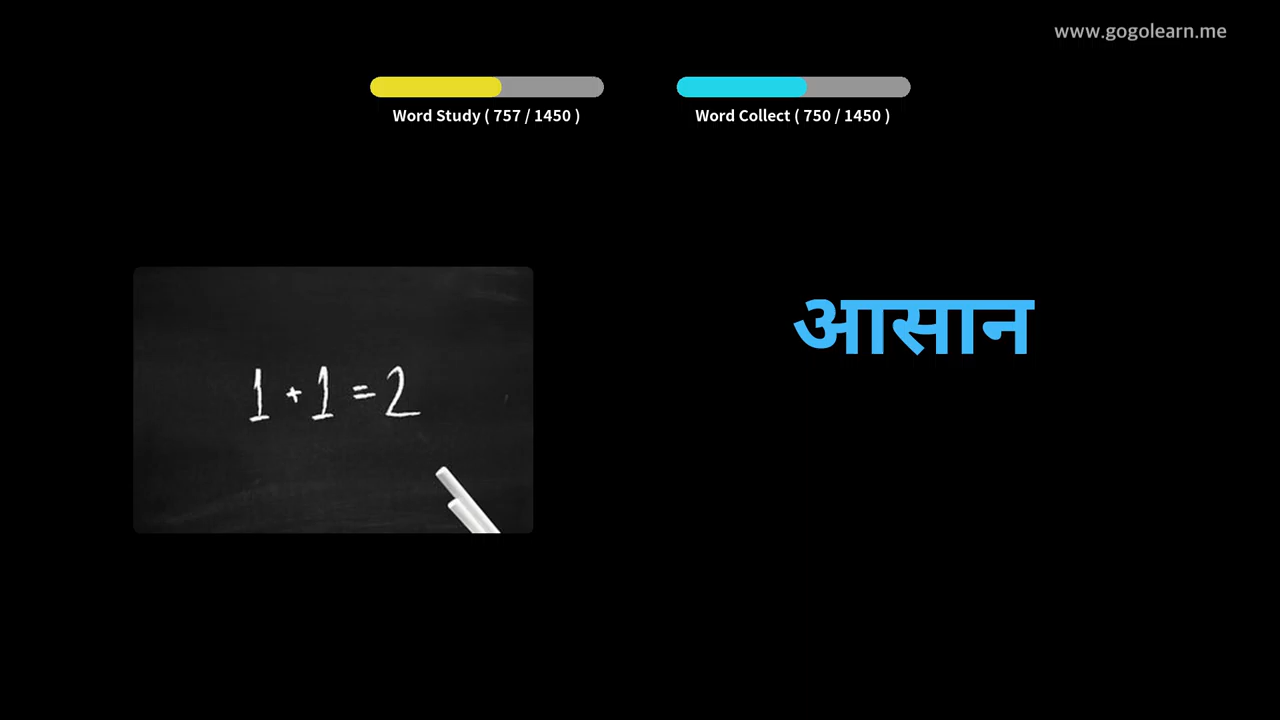 www.gogolearn.me
Word Study ( 757 / 1450 )
Word Collect ( 750 / 1450 )
1 + 1 = 2
आसान